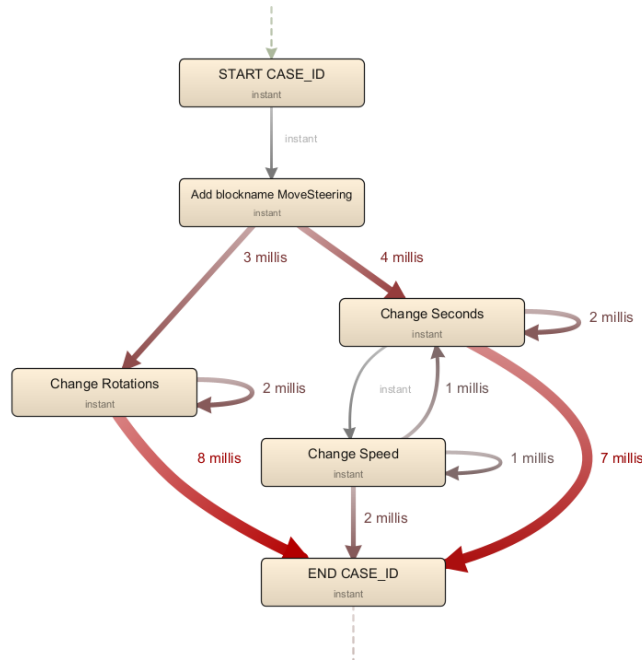 START CASE_ID
instant
instant
Add blockname MoveSteering
instant
3 millis
4 millis
Change Seconds
instant
2 millis
Change Rotations
instant
2 millis
instant
1 millis
Change Speed
instant
1 millis
8 millis
7 millis
2 millis
END CASE_ID
instant